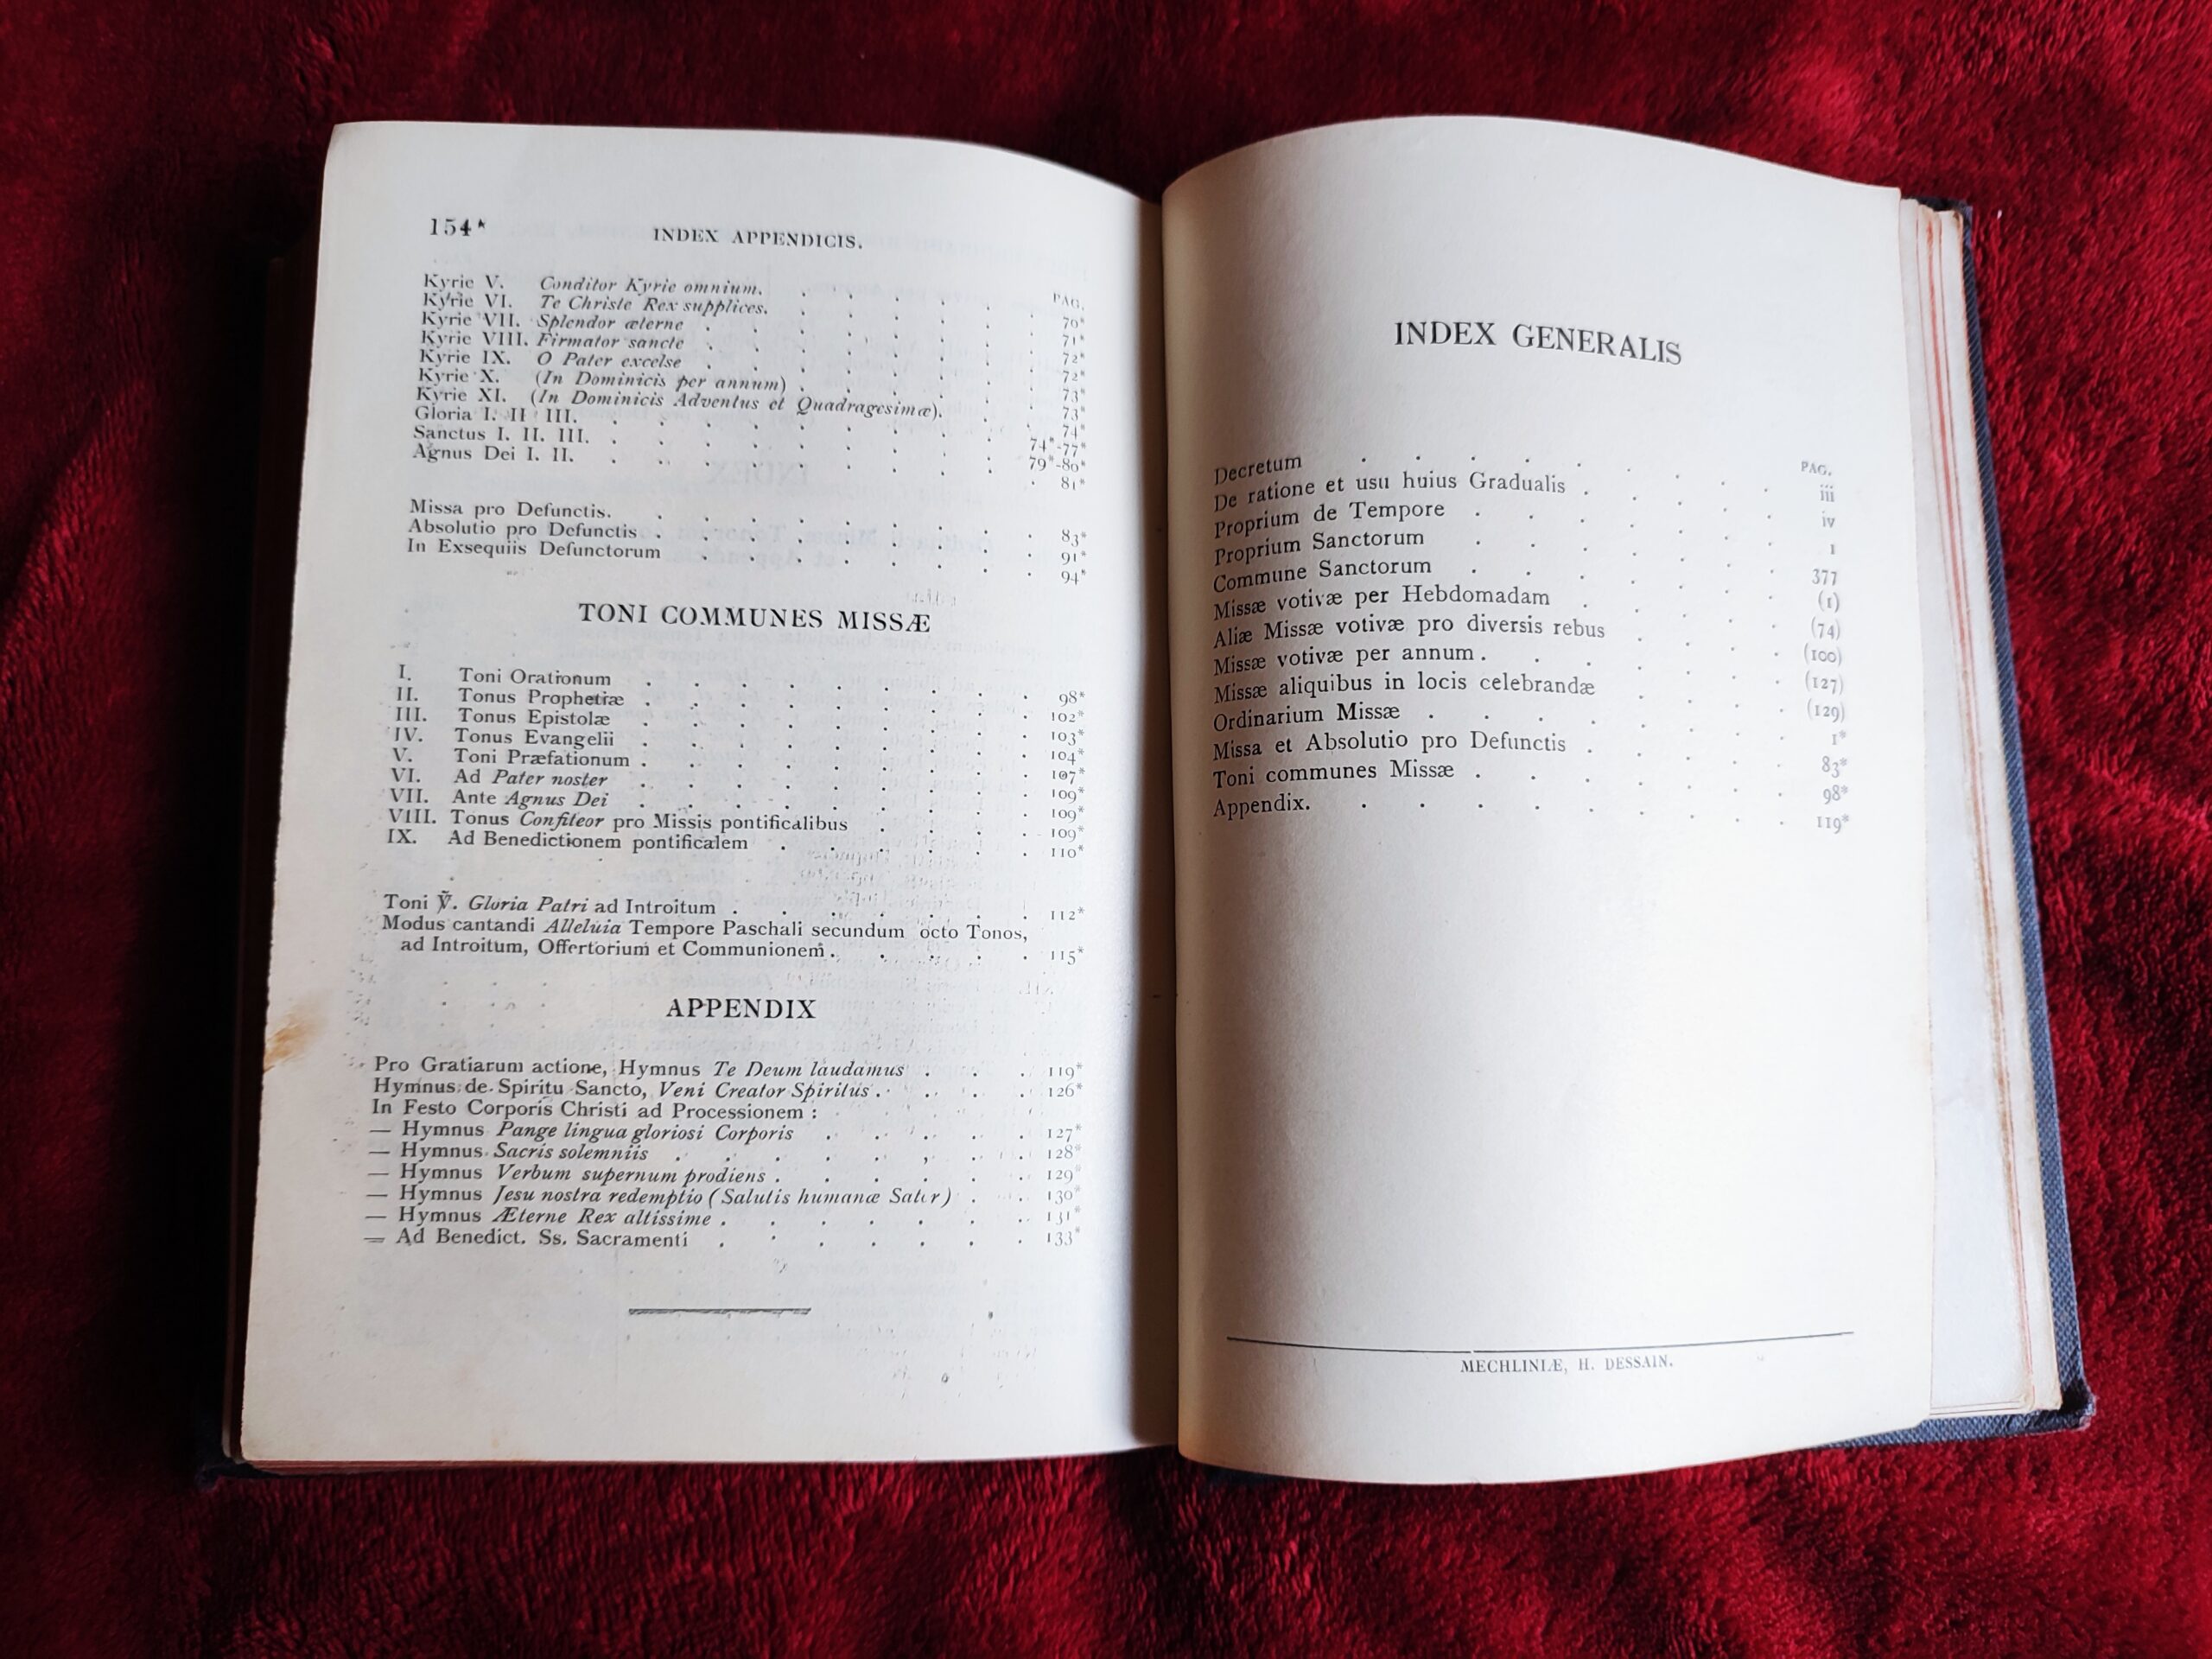 154*
INDEX APPENDICIS.
PAG.
Kyrie V. Conditor Kyrie omnium. . . . . . . 70*
Kyrie VI. Te Christe Rex supplices. . . . . . . 71*
Kyrie VII. Splendor æterne . . . . . . . 72*
Kyrie VIII. Firmator sancte . . . . . . . 72*
Kyrie IX. O Pater excelse . . . . . . . 73*
Kyrie X. (In Dominicis per annum) . . . . . . 73*
Kyrie XI. (In Dominicis Adventus et Quadragesimæ). . . 74*
Gloria I. II III. . . . . . . . . . 74*-77*
Sanctus I. II. III. . . . . . . . . . 79*-80*
Agnus Dei I. II. . . . . . . . . . 81*
Missa pro Defunctis. . . . . . . . . 83*
Absolutio pro Defunctis . . . . . . . . 91*
In Exsequiis Defunctorum . . . . . . . 94*
TONI COMMUNES MISSÆ
I. Toni Orationum . . . . . . . . . 98*
II. Tonus Prophetiæ . . . . . . . . . 102*
III. Tonus Epistolæ . . . . . . . . . 103*
IV. Tonus Evangelii . . . . . . . . . 104*
V. Toni Præfationum . . . . . . . . . 107*
VI. Ad Pater noster . . . . . . . . . 109*
VII. Ante Agnus Dei . . . . . . . . . 109*
VIII. Tonus Confiteor pro Missis pontificalibus . . . . 109*
IX. Ad Benedictionem pontificalem . . . . . . 110*
Toni ℣. Gloria Patri ad Introitum . . . . . . . 112*
Modus cantandi Alleluia Tempore Paschali secundum octo Tonos,
ad Introitum, Offertorium et Communionem . . . . . 115*
APPENDIX
Pro Gratiarum actione, Hymnus Te Deum laudamus . . . 119*
Hymnus de Spiritu Sancto, Veni Creator Spiritus . . . . 126*
In Festo Corporis Christi ad Processionem :
— Hymnus Pange lingua gloriosi Corporis . . . . . 127*
— Hymnus Sacris solemniis . . . . . . . . 128*
— Hymnus Verbum supernum prodiens . . . . . . 129*
— Hymnus Jesu nostra redemptio (Salutis humanæ Sator) . . 130*
— Hymnus Æterne Rex altissime . . . . . . . 131*
— Ad Benedict. Ss. Sacramenti . . . . . . . 133*
INDEX GENERALIS
PAG.
Decretum . . . . . . . . iii
De ratione et usu huius Gradualis . . . . . iv
Proprium de Tempore . . . . . . . 1
Proprium Sanctorum . . . . . . . 377
Commune Sanctorum . . . . . . . (1)
Missæ votivæ per Hebdomadam . . . . . (74)
Aliæ Missæ votivæ pro diversis rebus . . . . (100)
Missæ votivæ per annum . . . . . . . (127)
Missæ aliquibus in locis celebrandæ . . . . (129)
Ordinarium Missæ . . . . . . . 1*
Missa et Absolutio pro Defunctis . . . . . 83*
Toni communes Missæ . . . . . . . 98*
Appendix. . . . . . . . . . 119*
MECHLINIÆ, H. DESSAIN.